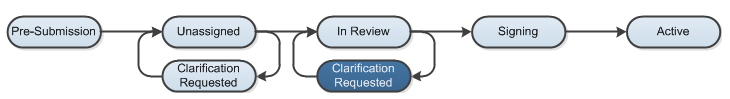 Pre-Submission
Unassigned
In Review
Signing
Active
Clarification
Requested
Clarification
Requested